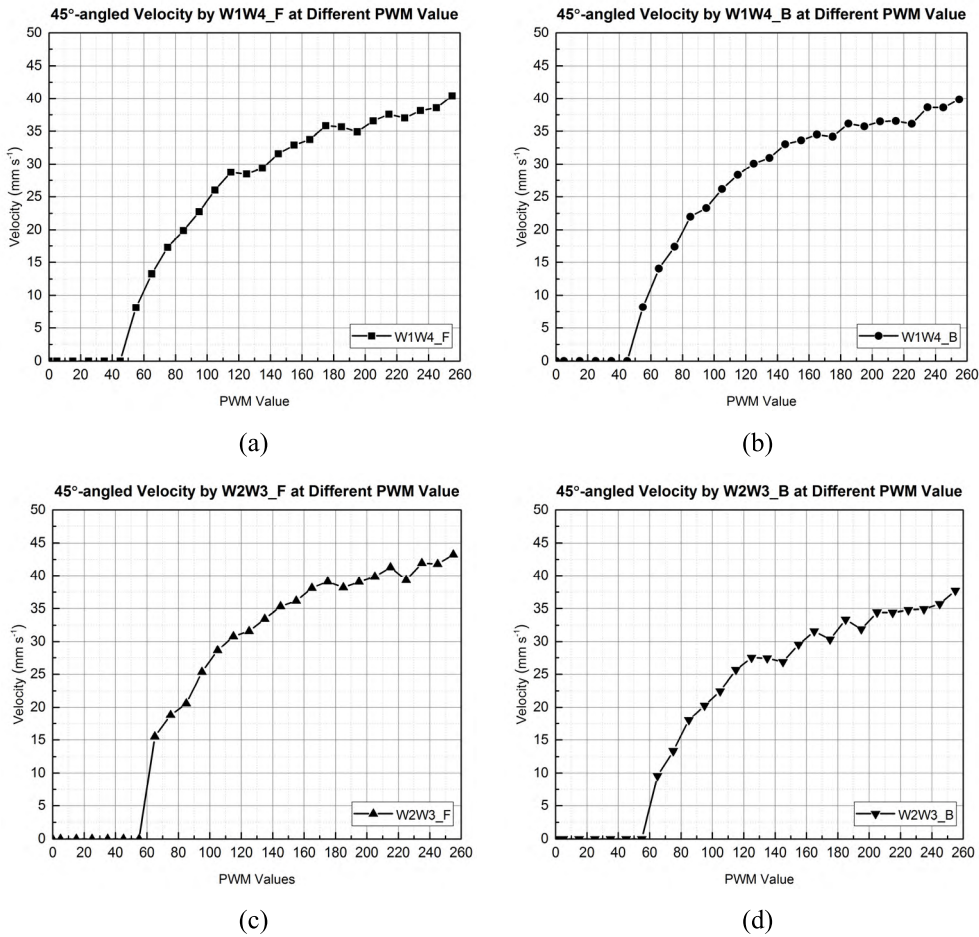 45°-angled Velocity by W1W4_F at Different PWM Value
50
45
40
35
30
25
20
15
10
5
0
Velocity (mm s⁻¹)
W1W4_F
0 20 40 60 80 100 120 140 160 180 200 220 240 260
PWM Value
(a)
45°-angled Velocity by W1W4_B at Different PWM Value
50
45
40
35
30
25
20
15
10
5
0
Velocity (mm s⁻¹)
W1W4_B
0 20 40 60 80 100 120 140 160 180 200 220 240 260
PWM Value
(b)
45°-angled Velocity by W2W3_F at Different PWM Value
50
45
40
35
30
25
20
15
10
5
0
Velocity (mm s⁻¹)
W2W3_F
0 20 40 60 80 100 120 140 160 180 200 220 240 260
PWM Values
(c)
45°-angled Velocity by W2W3_B at Different PWM Value
50
45
40
35
30
25
20
15
10
5
0
Velocity (mm s⁻¹)
W2W3_B
0 20 40 60 80 100 120 140 160 180 200 220 240 260
PWM Value
(d)